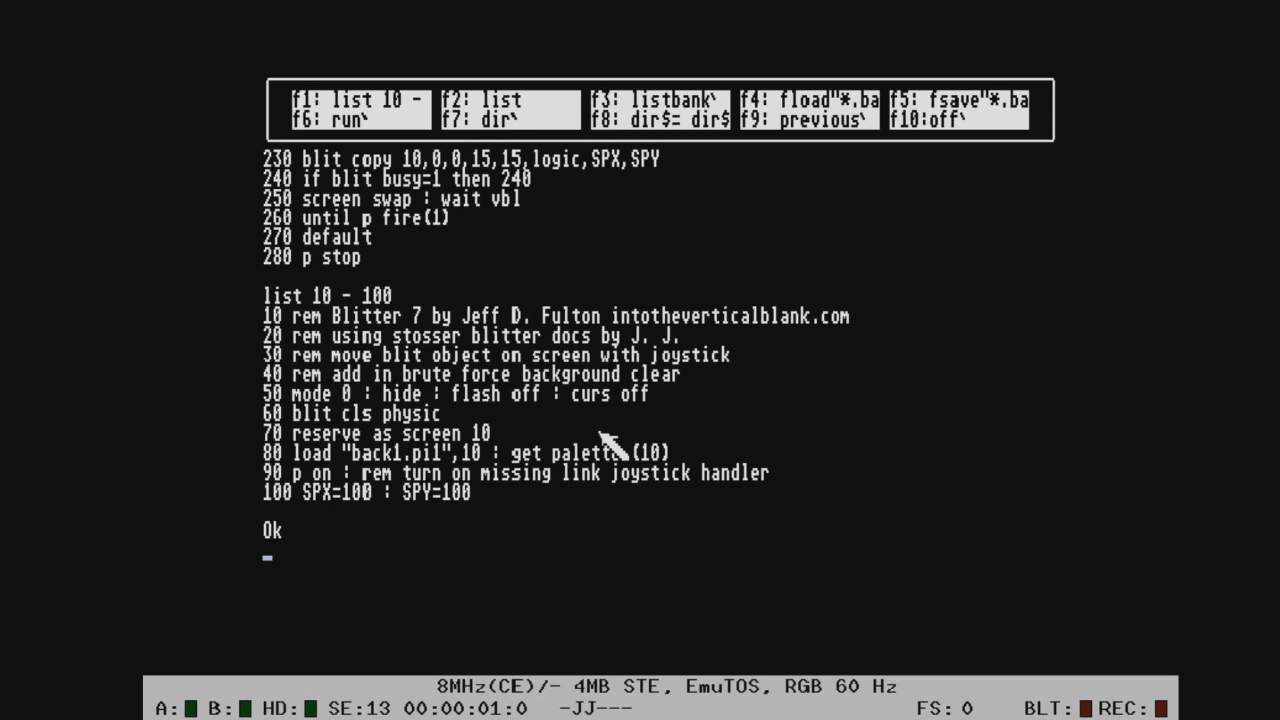 f1: list 10 - f2: list f3: listbank` f4: fload"*.ba f5: fsave"*.ba
f6: run` f7: dir` f8: dir$= dir$ f9: previous` f10:off`
230 blit copy 10,0,0,15,15,logic,SPX,SPY
240 if blit busy=1 then 240
250 screen swap : wait vbl
260 until p fire(1)
270 default
280 p stop
list 10 - 100
10 rem Blitter 7 by Jeff D. Fulton intotheverticalblank.com
20 rem using stosser blitter docs by J. J.
30 rem move blit object on screen with joystick
40 rem add in brute force background clear
50 mode 0 : hide : flash off : curs off
60 blit cls physic
70 reserve as screen 10
80 load "back1.pi1",10 : get palette (10)
90 p on : rem turn on missing link joystick handler
100 SPX=100 : SPY=100
Ok
8MHz(CE)/- 4MB STE, EmuTOS, RGB 60 Hz
A: B: HD: SE:13 00:00:01:0 -JJ--- FS: 0 BLT: REC: